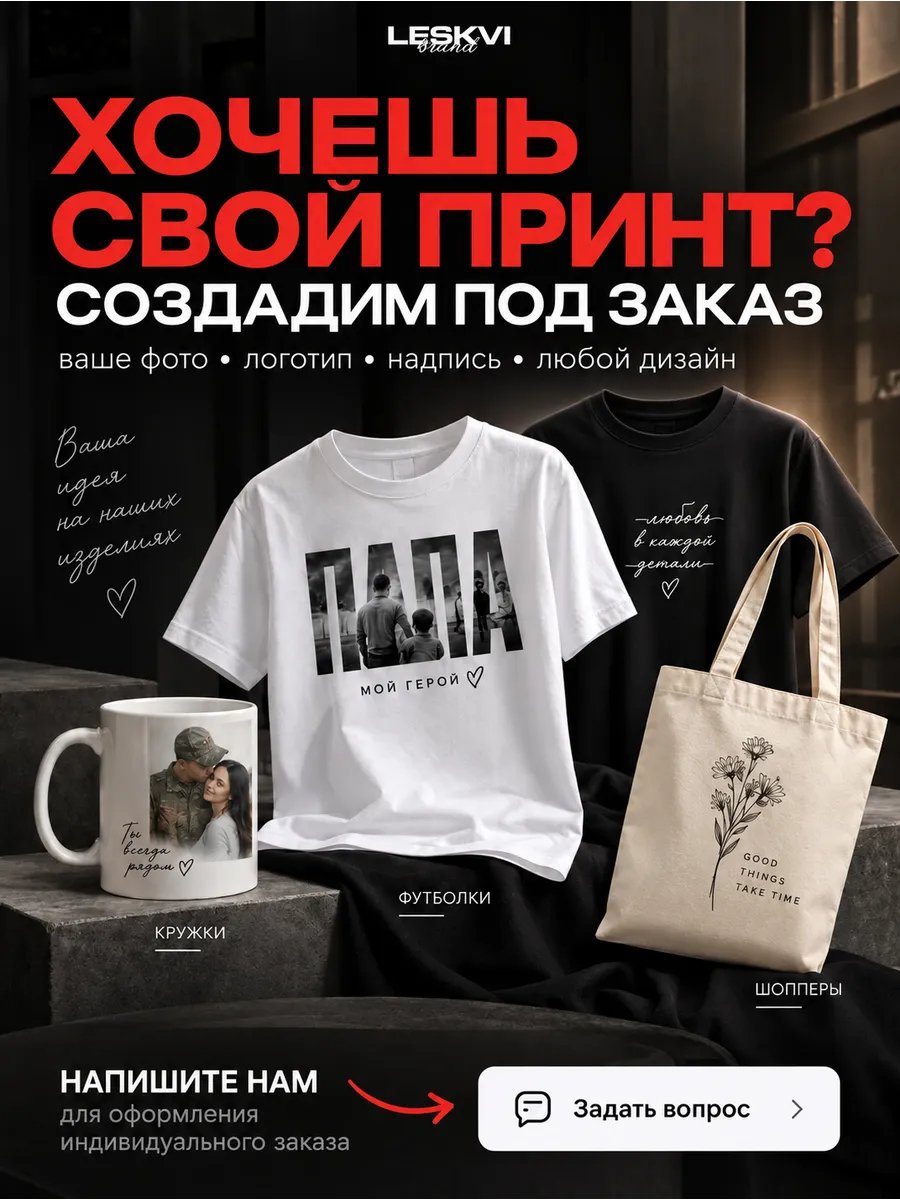 LESKVI
brand
ХОЧЕШЬ
СВОЙ ПРИНТ?
СОЗДАДИМ ПОД ЗАКАЗ
ваше фото • логотип • надпись • любой дизайн
Ваша
идея
на наших
изделиях
ПАПА
МОЙ ГЕРОЙ
любовь
в каждой
детали
Ты
всегда
рядом
GOOD
THINGS
TAKE TIME
КРУЖКИ
ФУТБОЛКИ
ШОППЕРЫ
НАПИШИТЕ НАМ
для оформления
индивидуального заказа
Задать вопрос